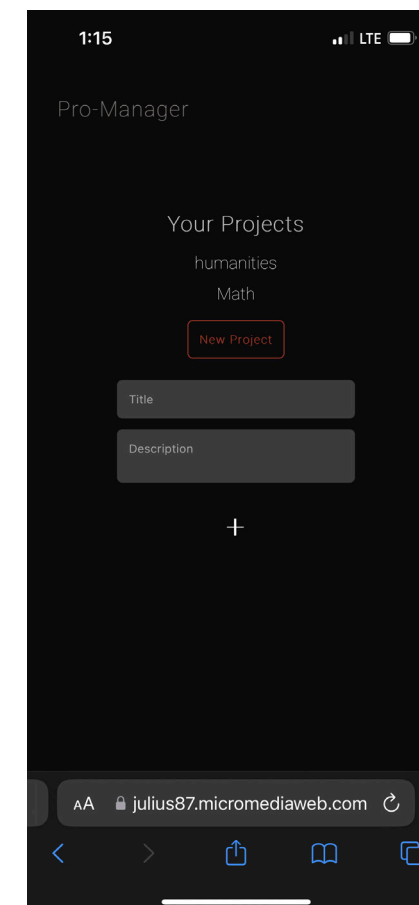 1:15 LTE
Pro-Manager
Your Projects
humanities
Math
New Project
Title
Description
AA julius87.micromediaweb.com